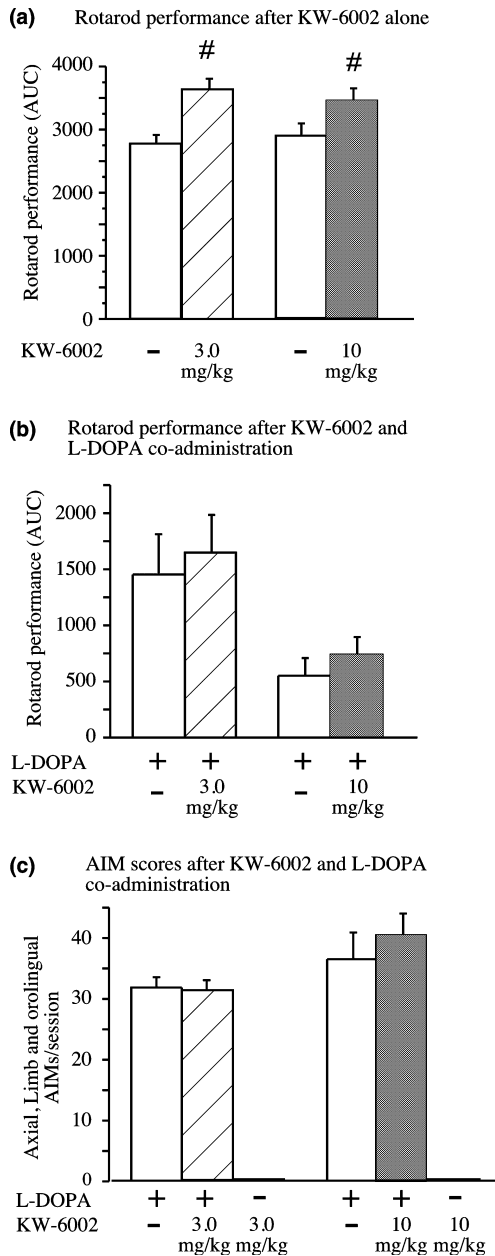 (a) Rotarod performance after KW-6002 alone
Rotarod performance (AUC)
4000
3000
2000
1000
0
# #
KW-6002 – 3.0 – 10
mg/kg mg/kg
(b) Rotarod performance after KW-6002 and
L-DOPA co-administration
Rotarod performance (AUC)
2000
1500
1000
500
0
L-DOPA + + + +
KW-6002 – 3.0 – 10
mg/kg mg/kg
(c) AIM scores after KW-6002 and L-DOPA
co-administration
Axial, Limb and orolingual
AIMs/session
40
30
20
10
0
L-DOPA + + – + + –
KW-6002 – 3.0 3.0 – 10 10
mg/kg mg/kg mg/kg mg/kg